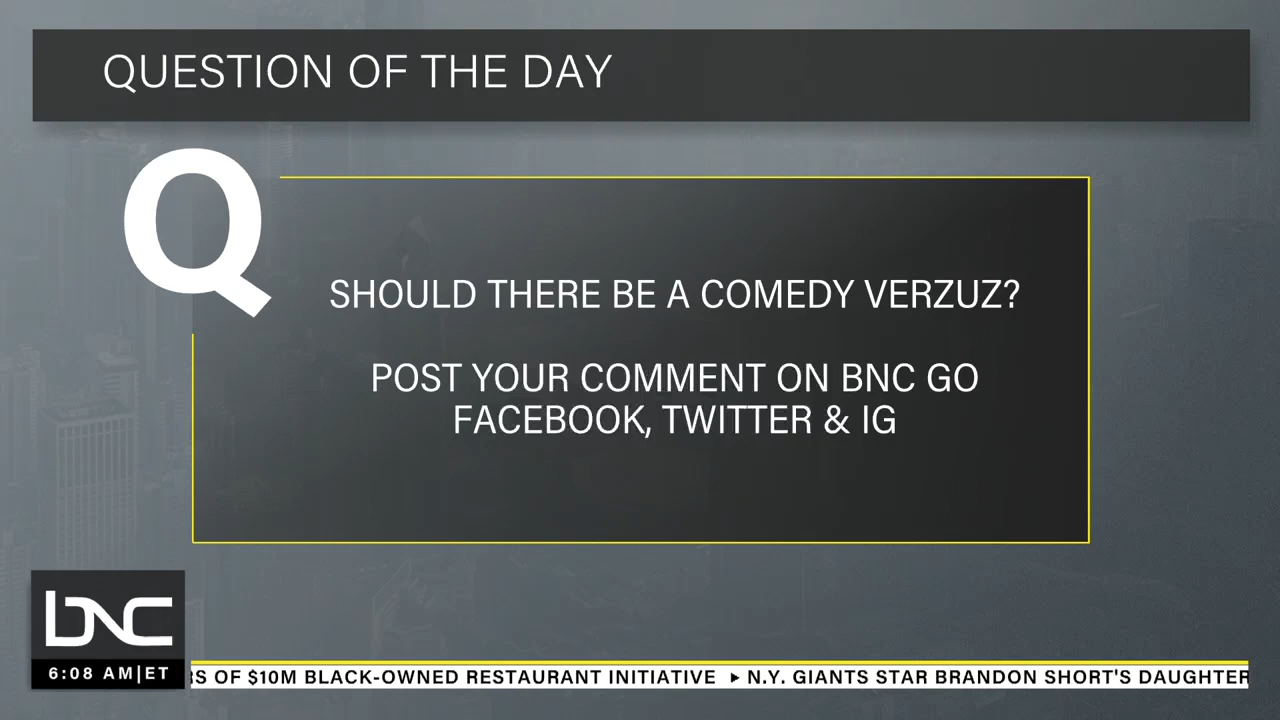 QUESTION OF THE DAY
Q
SHOULD THERE BE A COMEDY VERZUZ?
POST YOUR COMMENT ON BNC GO
FACEBOOK, TWITTER & IG
bnc
6:08 AM|ET
OF $10M BLACK-OWNED RESTAURANT INITIATIVE ▶ N.Y. GIANTS STAR BRANDON SHORT'S DAUGHTER